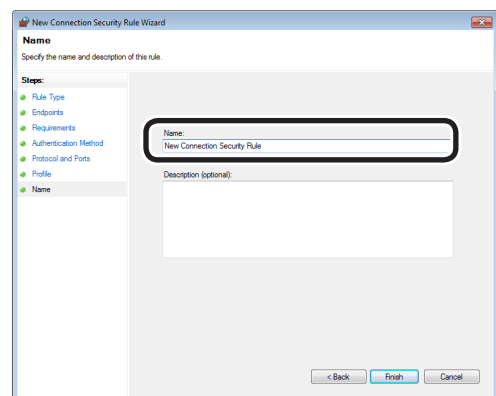 New Connection Security Rule Wizard
Name
Specify the name and description of this rule.
Steps:
Rule Type
Endpoints
Requirements
Authentication Method
Protocol and Ports
Profile
Name
Name:
New Connection Security Rule
Description (optional):
< Back
Finish
Cancel